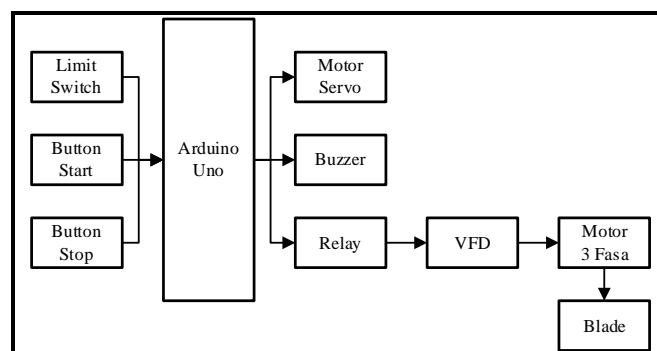 Limit
Switch
Button
Start
Button
Stop
Arduino
Uno
Motor
Servo
Buzzer
Relay
VFD
Motor
3 Fasa
Blade